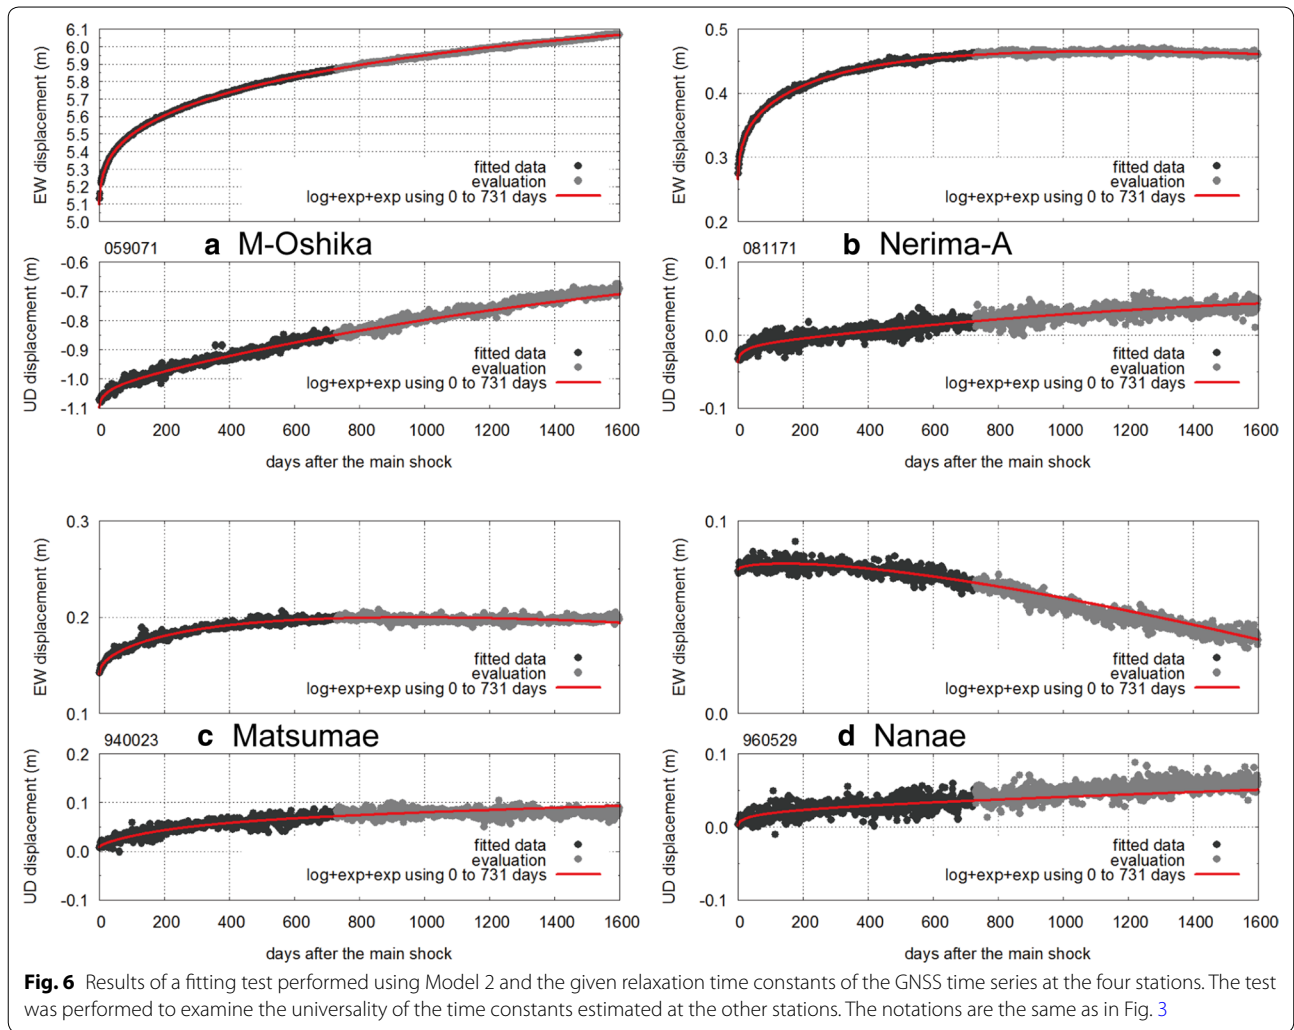 6.1
6.0
5.9
5.8
5.7
5.6
5.5
5.4
5.3
5.2
5.1
5.0
EW displacement (m)
fitted data
evaluation
log+exp+exp using 0 to 731 days
059071 a M-Oshika
-0.6
-0.7
-0.8
-0.9
-1.0
-1.1
UD displacement (m)
fitted data
evaluation
log+exp+exp using 0 to 731 days
0 200 400 600 800 1000 1200 1400 1600
days after the main shock
0.5
0.4
0.3
0.2
EW displacement (m)
fitted data
evaluation
log+exp+exp using 0 to 731 days
081171 b Nerima-A
0.1
0.0
-0.1
UD displacement (m)
fitted data
evaluation
log+exp+exp using 0 to 731 days
0 200 400 600 800 1000 1200 1400 1600
days after the main shock
0.3
0.2
0.1
EW displacement (m)
fitted data
evaluation
log+exp+exp using 0 to 731 days
940023 c Matsumae
0.2
0.1
0.0
-0.1
UD displacement (m)
fitted data
evaluation
log+exp+exp using 0 to 731 days
0 200 400 600 800 1000 1200 1400 1600
days after the main shock
0.1
0.0
EW displacement (m)
fitted data
evaluation
log+exp+exp using 0 to 731 days
960529 d Nanae
0.1
0.0
-0.1
UD displacement (m)
fitted data
evaluation
log+exp+exp using 0 to 731 days
0 200 400 600 800 1000 1200 1400 1600
days after the main shock
Fig. 6 Results of a fitting test performed using Model 2 and the given relaxation time constants of the GNSS time series at the four stations. The test
was performed to examine the universality of the time constants estimated at the other stations. The notations are the same as in Fig. 3